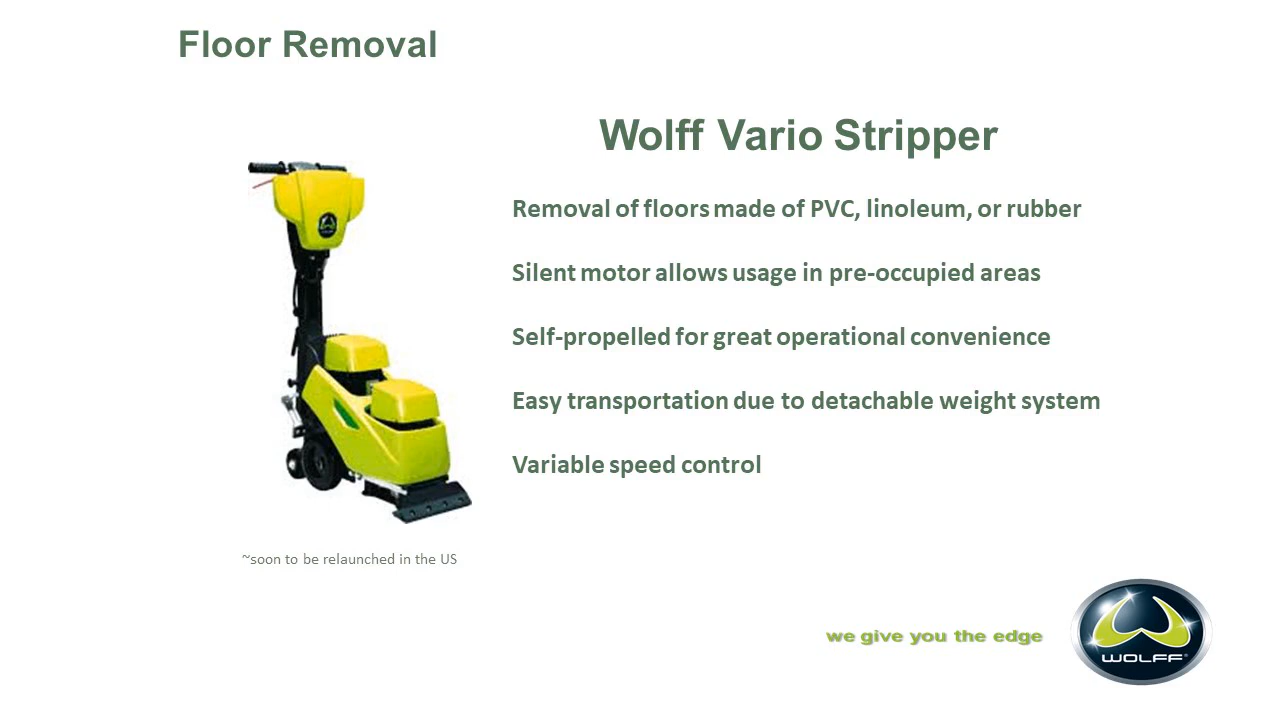 Floor Removal
Wolff Vario Stripper
Removal of floors made of PVC, linoleum, or rubber
Silent motor allows usage in pre-occupied areas
Self-propelled for great operational convenience
Easy transportation due to detachable weight system
Variable speed control
~soon to be relaunched in the US
we give you the edge
WOLFF®